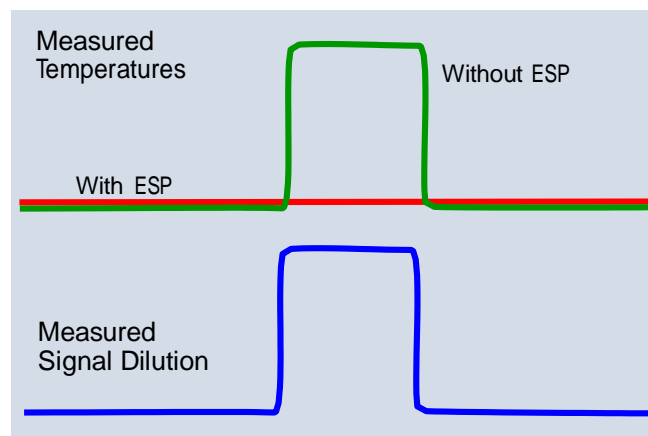 Measured
Temperatures
Without ESP
With ESP
Measured
Signal Dilution